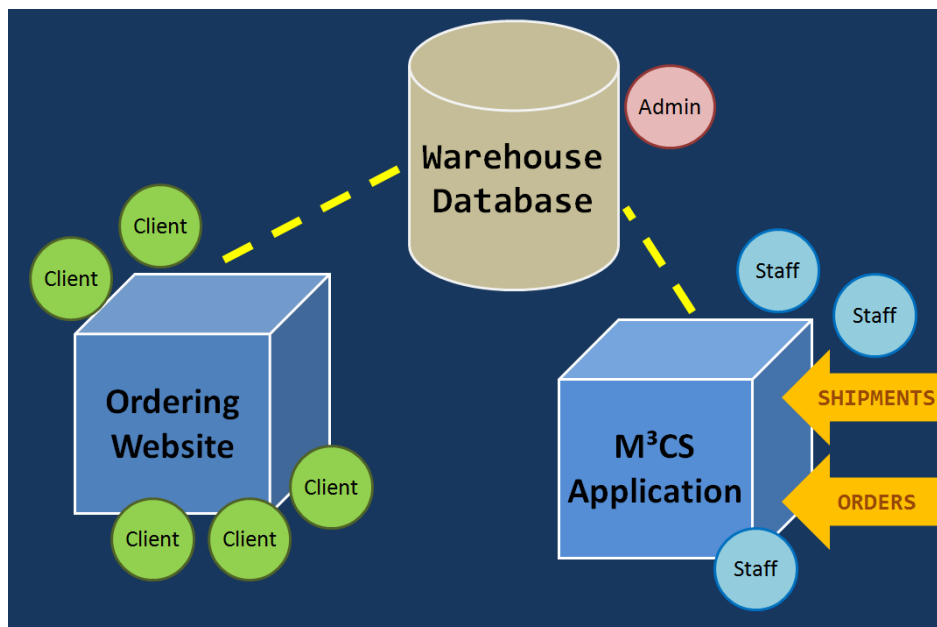 Admin
Warehouse
Database
Client
Client
Staff
Staff
Ordering
Website
SHIPMENTS
M³CS
Application
ORDERS
Client
Client
Client
Staff